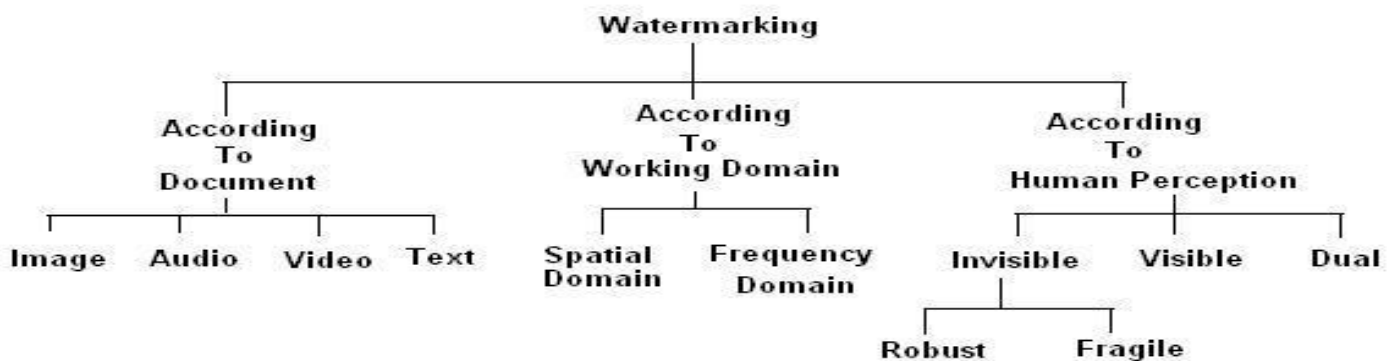 Watermarking
According
To
Document
According
To
Working Domain
According
To
Human Perception
Image
Audio
Video
Text
Spatial
Domain
Frequency
Domain
Invisible
Visible
Dual
Robust
Fragile